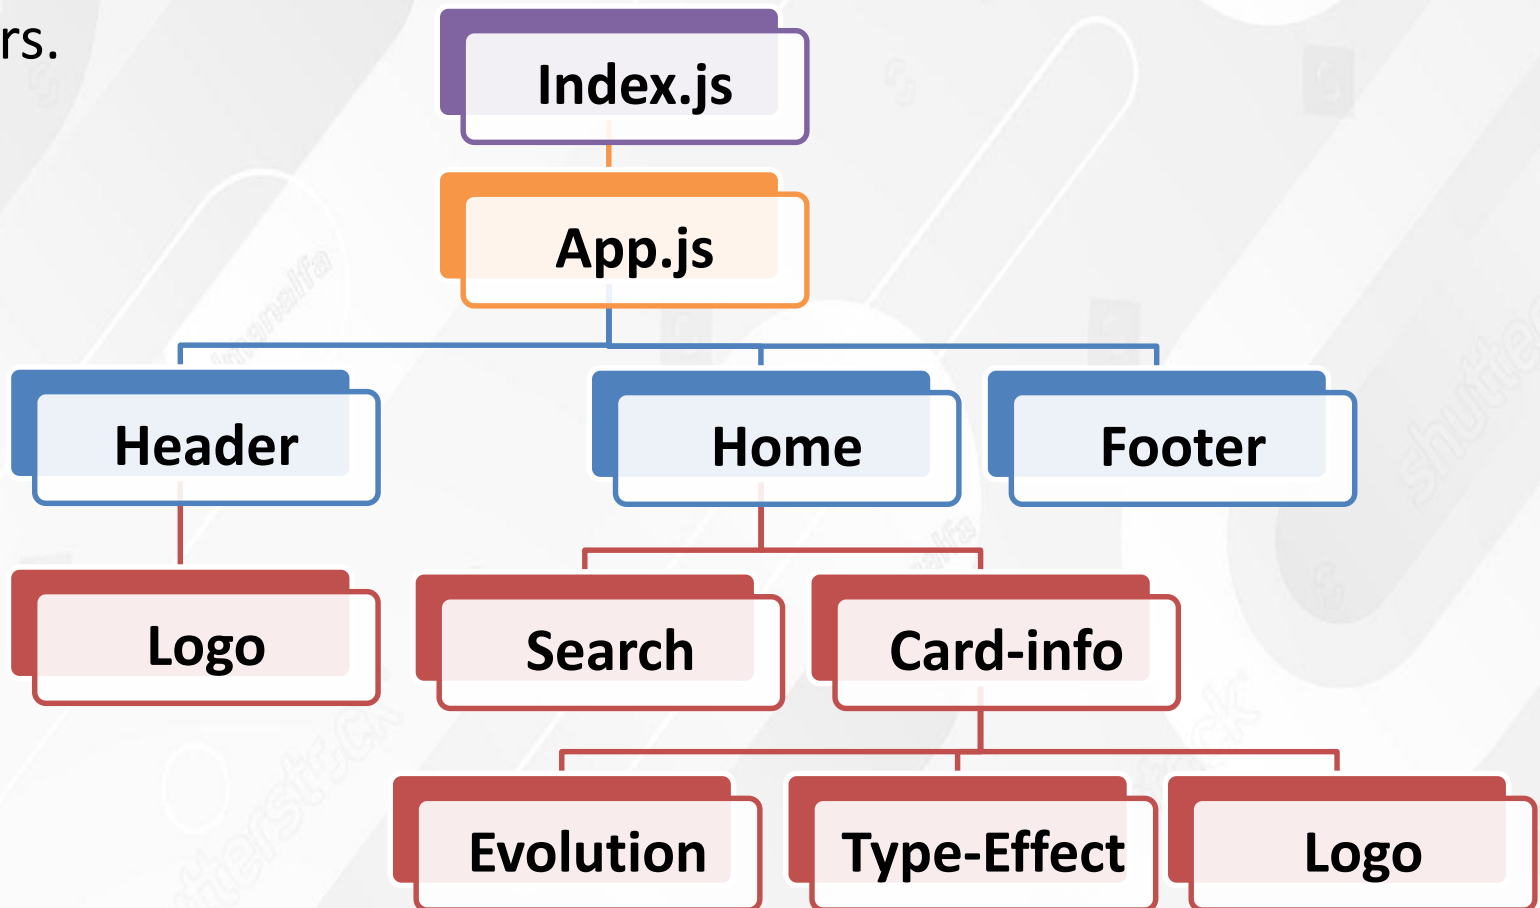 rs.
Index.js
App.js
Header
Home
Footer
Logo
Search
Card-info
Evolution
Type-Effect
Logo